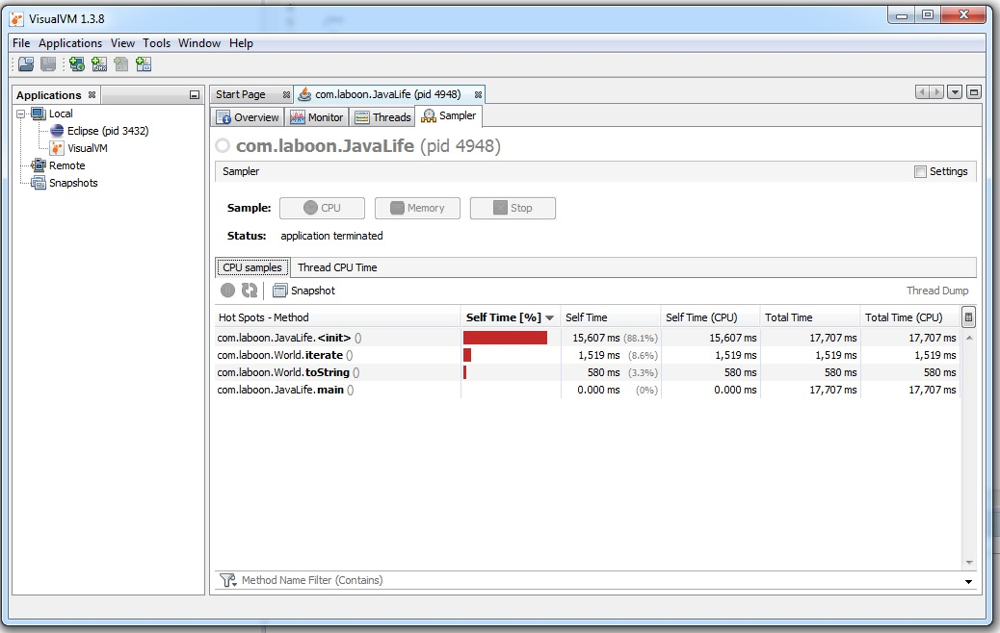 VisualVM 1.3.8
File Applications View Tools Window Help
Applications
Local
Eclipse (pid 3432)
VisualVM
Remote
Snapshots
Start Page com.laboon.JavaLife (pid 4948)
Overview Monitor Threads Sampler
com.laboon.JavaLife (pid 4948)
Sampler Settings
Sample: CPU Memory Stop
Status: application terminated
CPU samples Thread CPU Time
Snapshot Thread Dump
Hot Spots - Method Self Time [%] Self Time Self Time (CPU) Total Time Total Time (CPU)
com.laboon.JavaLife.<init> () 15,607 ms (88.1%) 15,607 ms 17,707 ms 17,707 ms
com.laboon.World.iterate () 1,519 ms (8.6%) 1,519 ms 1,519 ms 1,519 ms
com.laboon.World.toString () 580 ms (3.3%) 580 ms 580 ms 580 ms
com.laboon.JavaLife.main () 0.000 ms (0%) 0.000 ms 17,707 ms 17,707 ms
Method Name Filter (Contains)